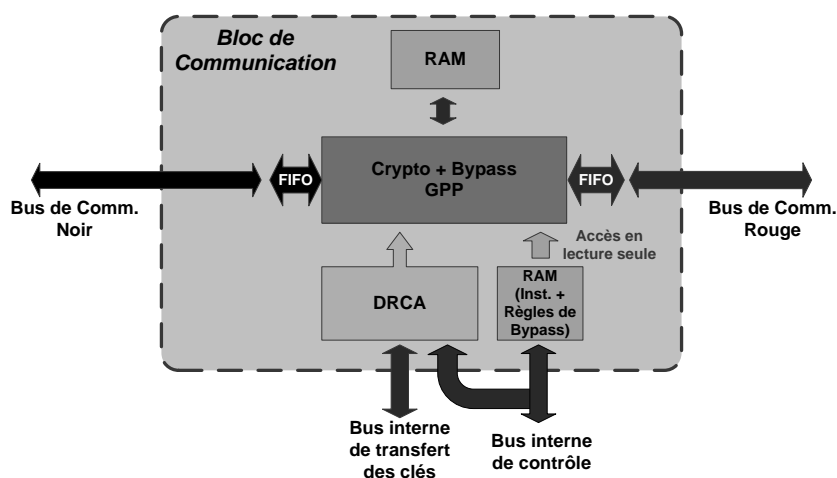 Bloc de
Communication
RAM
Crypto + Bypass
GPP
FIFO
FIFO
Bus de Comm.
Noir
Bus de Comm.
Rouge
Accès en
lecture seule
DRCA
RAM
(Inst. +
Règles de
Bypass)
Bus interne
de transfert
des clés
Bus interne
de contrôle